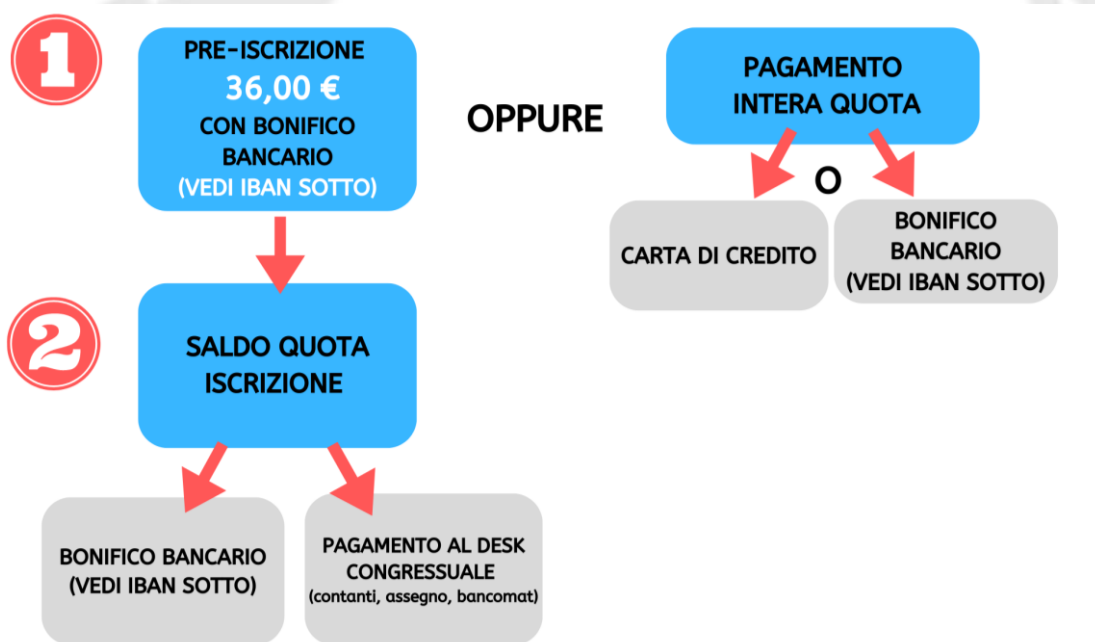 1
PRE-ISCRIZIONE
36,00 €
CON BONIFICO
BANCARIO
(VEDI IBAN SOTTO)
OPPURE
PAGAMENTO
INTERA QUOTA
O
CARTA DI CREDITO
BONIFICO
BANCARIO
(VEDI IBAN SOTTO)
2
SALDO QUOTA
ISCRIZIONE
BONIFICO BANCARIO
(VEDI IBAN SOTTO)
PAGAMENTO AL DESK
CONGRESSUALE
(contanti, assegno, bancomat)